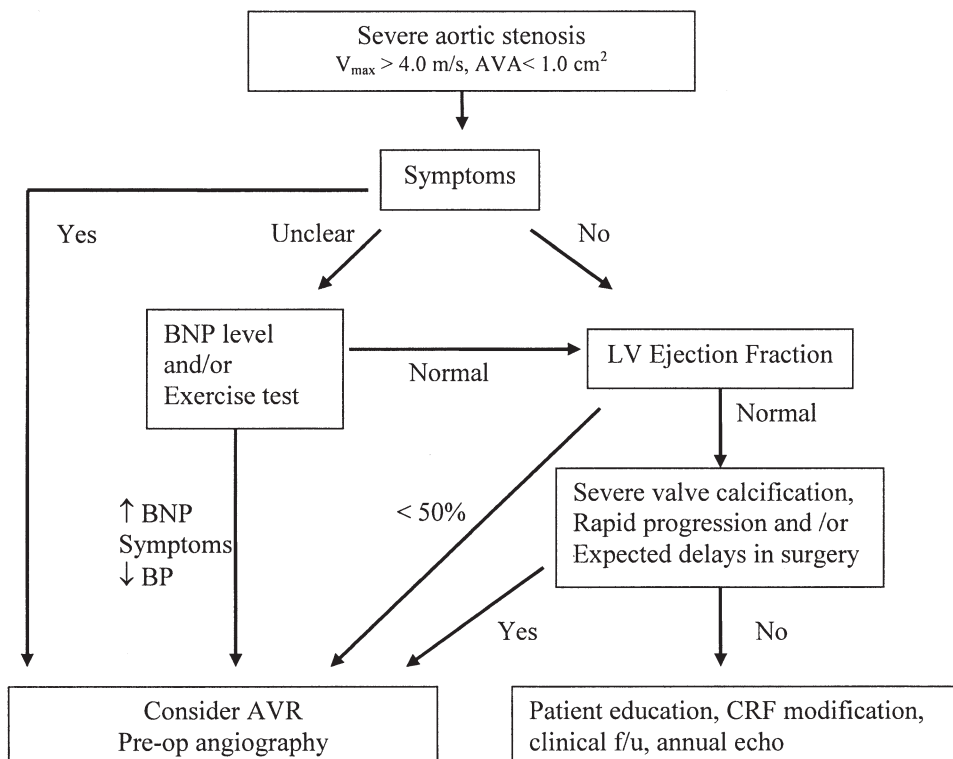 Severe aortic stenosis
Vmax > 4.0 m/s, AVA< 1.0 cm²
Symptoms
Yes
Unclear
No
BNP level
and/or
Exercise test
Normal
LV Ejection Fraction
Normal
↑ BNP
Symptoms
↓ BP
< 50%
Severe valve calcification,
Rapid progression and /or
Expected delays in surgery
Yes
No
Consider AVR
Pre-op angiography
Patient education, CRF modification,
clinical f/u, annual echo